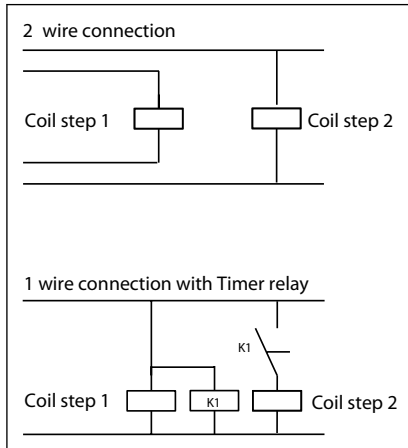 2 wire connection
Coil step 1
Coil step 2
1 wire connection with Timer relay
K1
Coil step 1
K1
Coil step 2